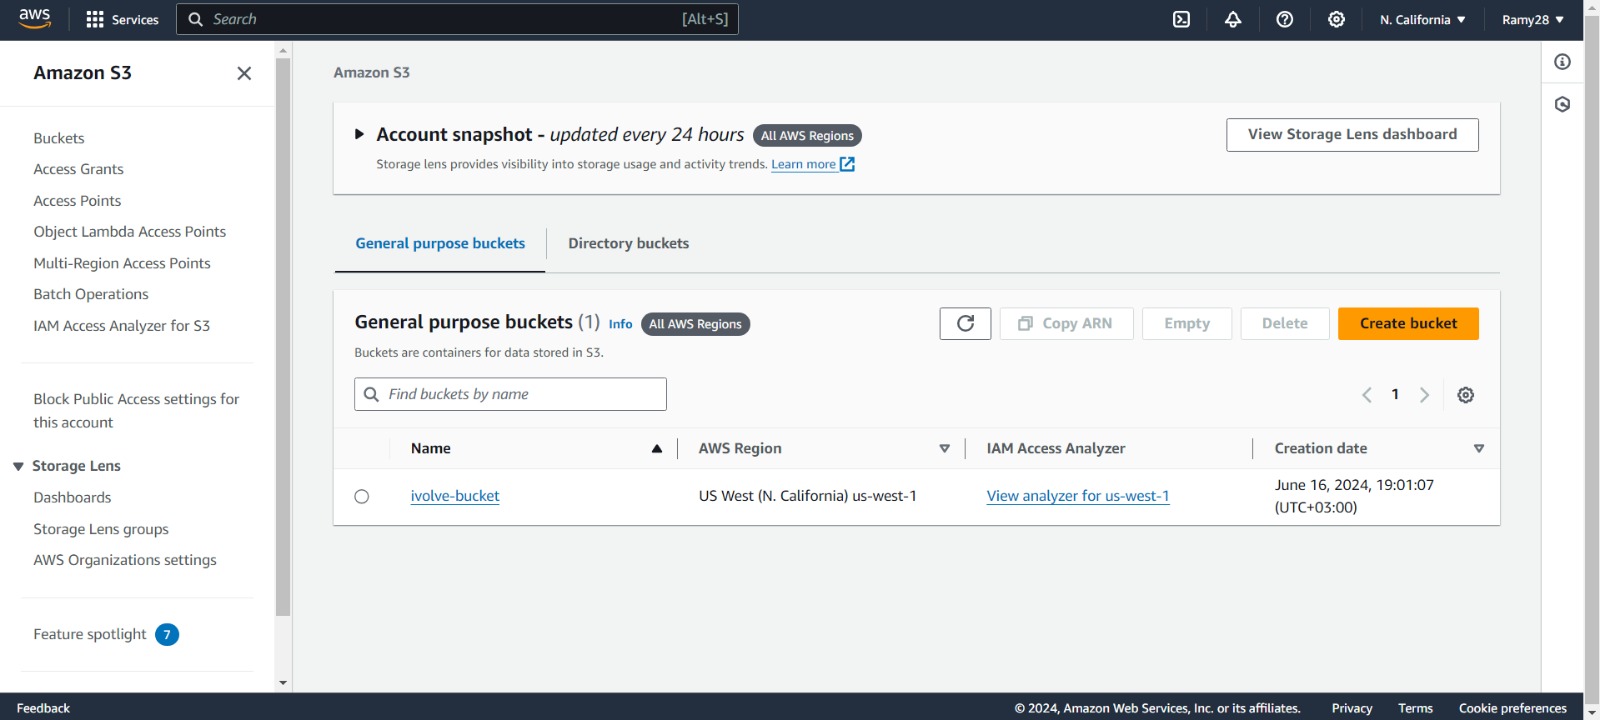 aws
Services
Search
[Alt+S]
N. California
Ramy28
Amazon S3
Buckets
Access Grants
Access Points
Object Lambda Access Points
Multi-Region Access Points
Batch Operations
IAM Access Analyzer for S3
Block Public Access settings for
this account
Storage Lens
Dashboards
Storage Lens groups
AWS Organizations settings
Feature spotlight 7
Amazon S3
Account snapshot - updated every 24 hours All AWS Regions
Storage lens provides visibility into storage usage and activity trends. Learn more
View Storage Lens dashboard
General purpose buckets
Directory buckets
General purpose buckets (1) Info All AWS Regions
Buckets are containers for data stored in S3.
Copy ARN
Empty
Delete
Create bucket
Find buckets by name
1
Name AWS Region IAM Access Analyzer Creation date
ivolve-bucket US West (N. California) us-west-1 View analyzer for us-west-1 June 16, 2024, 19:01:07
(UTC+03:00)
Feedback
© 2024, Amazon Web Services, Inc. or its affiliates.
Privacy
Terms
Cookie preferences